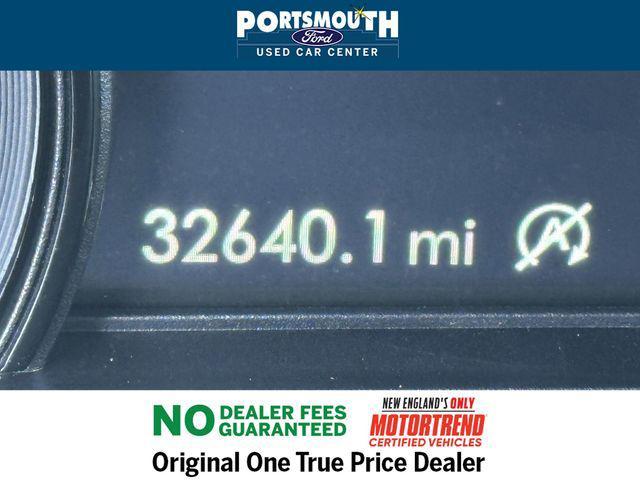 PORTSMOUTH
Ford
USED CAR CENTER
32640.1 mi A
NO DEALER FEES
GUARANTEED
NEW ENGLAND'S ONLY
MOTORTREND
CERTIFIED VEHICLES
Original One True Price Dealer